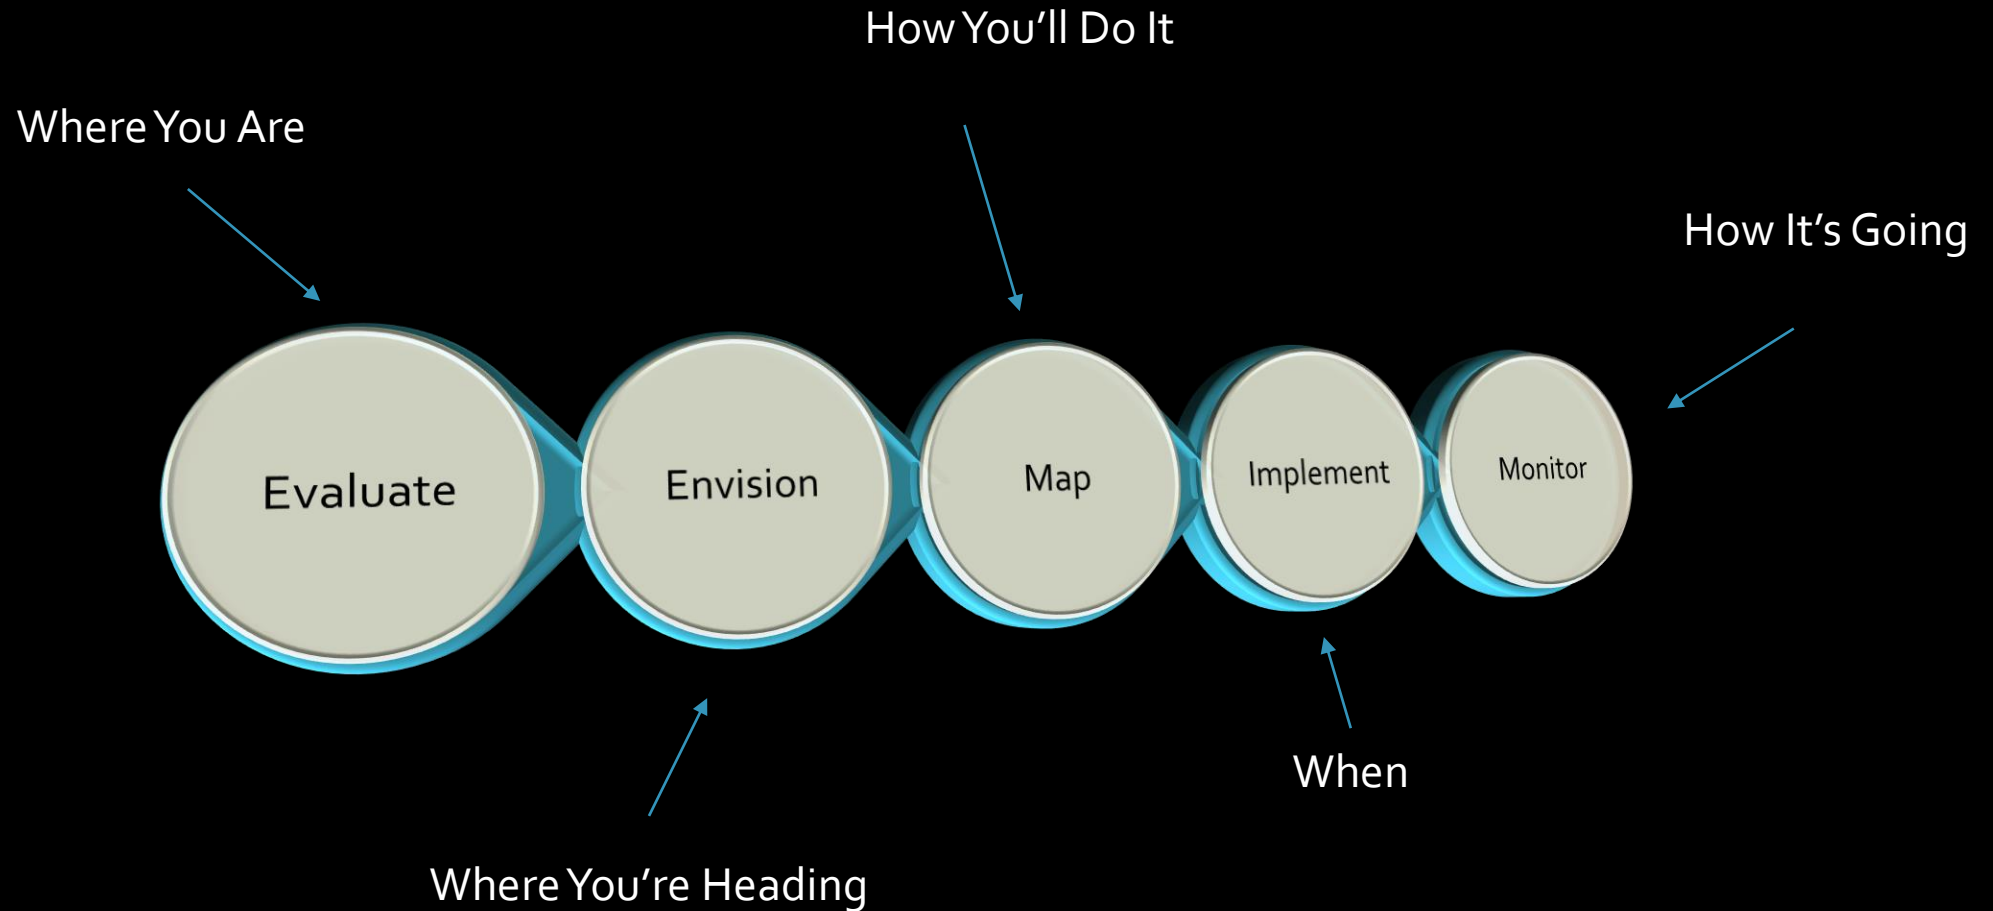 How You’ll Do It
Where You Are
How It’s Going
Evaluate
Envision
Map
Implement
Monitor
When
Where You’re Heading